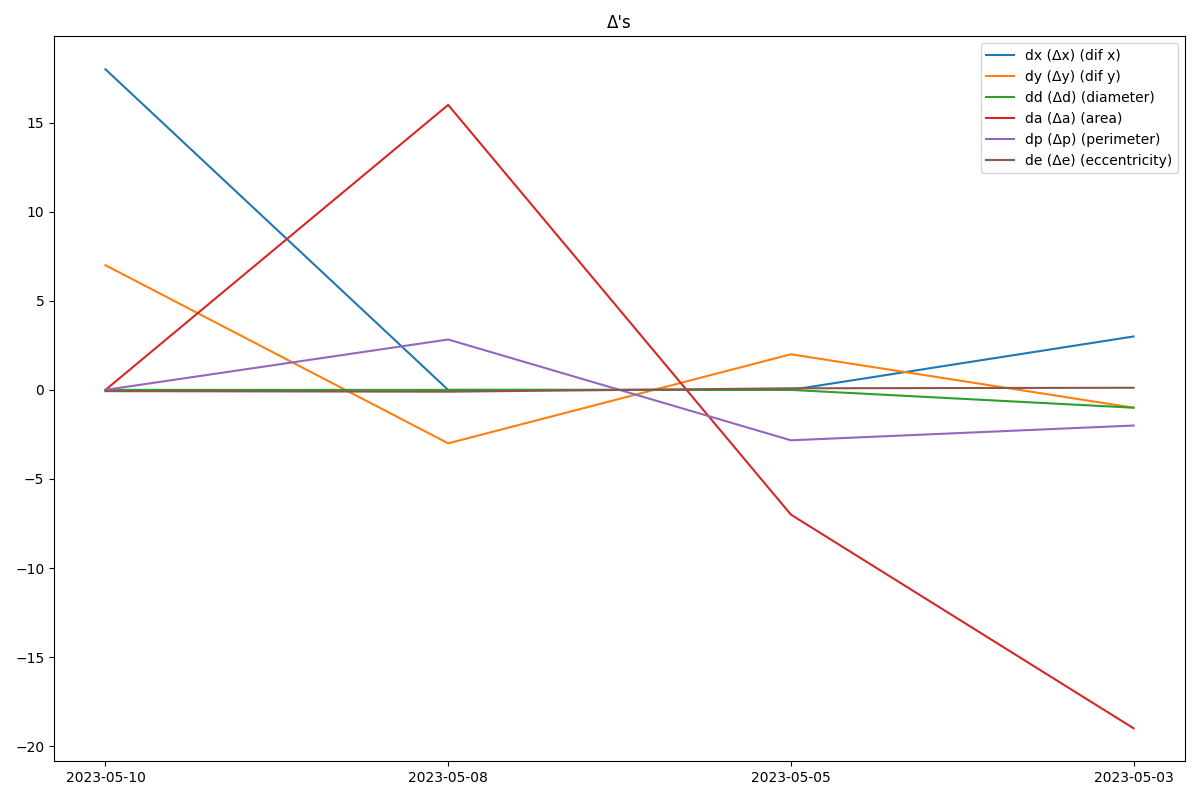 Δ's
dx (Δx) (dif x)
dy (Δy) (dif y)
dd (Δd) (diameter)
da (Δa) (area)
dp (Δp) (perimeter)
de (Δe) (eccentricity)
15
10
5
0
−5
−10
−15
−20
2023-05-10 2023-05-08 2023-05-05 2023-05-03